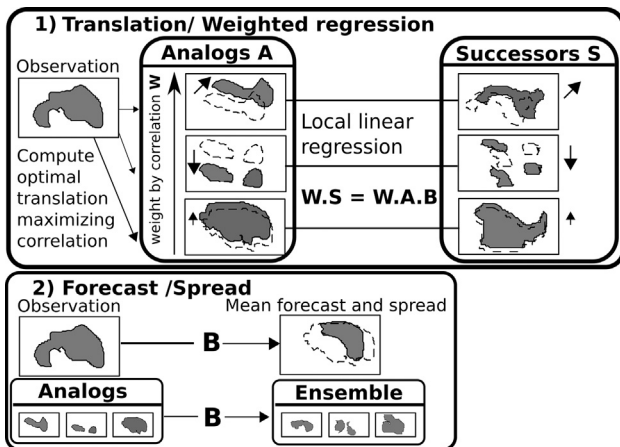 1) Translation/ Weighted regression
Analogs A
Successors S
Observation
weight by correlation W
Compute
optimal
translation
maximizing
correlation
Local linear
regression
W.S = W.A.B
2) Forecast /Spread
Observation
Mean forecast and spread
B
Analogs
B
Ensemble